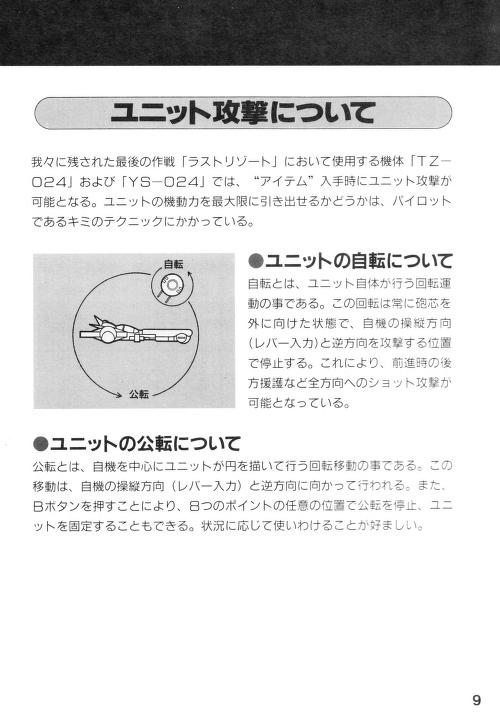 ユニット攻撃について
我々に残された最後の作戦「ラストリゾート」において使用する機体「TZ－
024」および「YS－024」では、“アイテム”入手時にユニット攻撃が
可能となる。ユニットの機動力を最大限に引き出せるかどうかは、パイロット
であるキミのテクニックにかかっている。
自転
公転
●ユニットの自転について
自転とは、ユニット自体が行う回転運
動の事である。この回転は常に砲芯を
外に向けた状態で、自機の操縦方向
(レバー入力)と逆方向を攻撃する位置
で停止する。これにより、前進時の後
方援護など全方向へのショット攻撃が
可能となっている。
●ユニットの公転について
公転とは、自機を中心にユニットが円を描いて行う回転移動の事である。この
移動は、自機の操縦方向（レバー入力）と逆方向に向かって行われる。また、
Bボタンを押すことにより、8つのポイントの任意の位置で公転を停止、ユニ
ットを固定することもできる。状況に応じて使いわけることが好ましい。
9